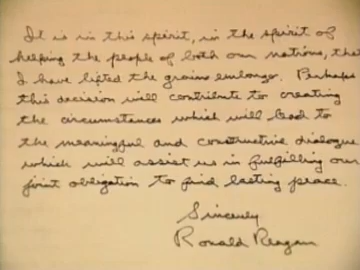 It is in this spirit, in the spirit of
helping the people of both our nations, that
I have lifted the grain embargo. Perhaps
this decision will contribute to creating
the circumstances which will lead to
the meaningful and constructive dialogue
which will assist us in fulfilling our
joint obligation to find lasting peace.
Sincerely
Ronald Reagan